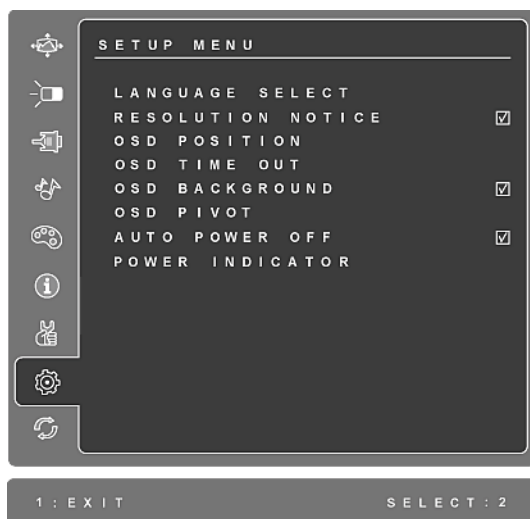 SETUP MENU
LANGUAGE SELECT
RESOLUTION NOTICE
OSD POSITION
OSD TIME OUT
OSD BACKGROUND
OSD PIVOT
AUTO POWER OFF
POWER INDICATOR
1:EXIT SELECT:2